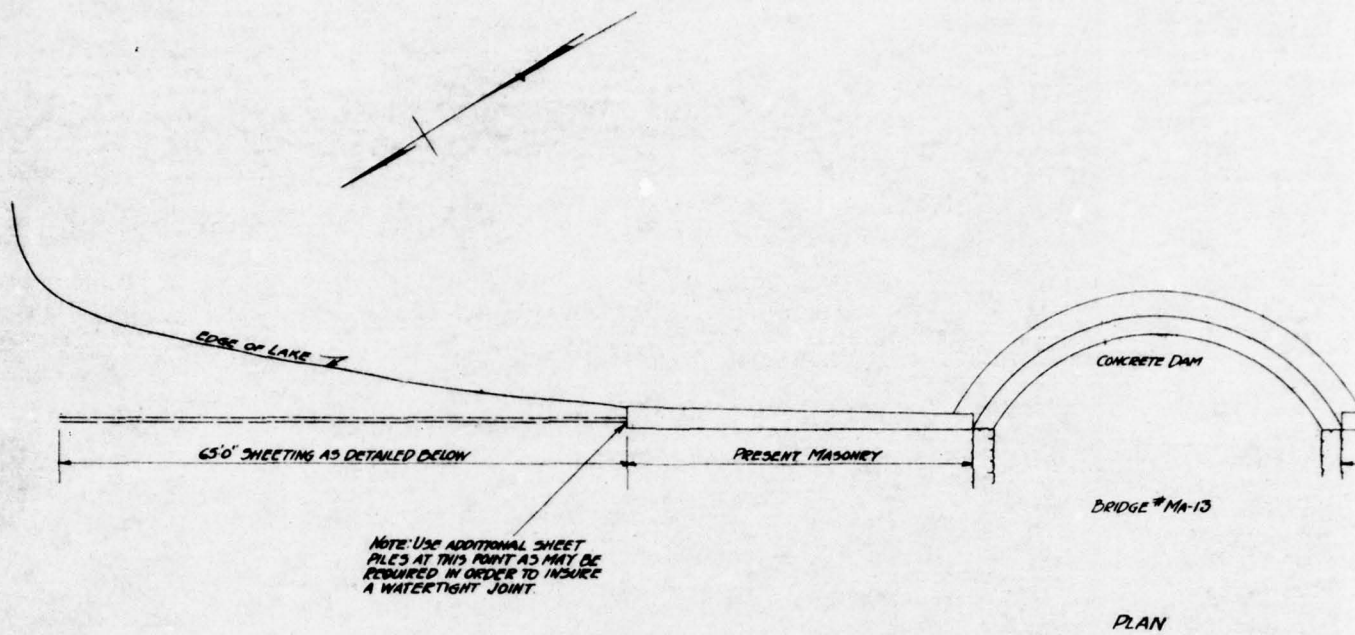 EDGE OF LAKE
CONCRETE DAM
65'0" SHEETING AS DETAILED BELOW
PRESENT MASONRY
BRIDGE # MA-13
NOTE: USE ADDITIONAL SHEET
PILES AT THIS POINT AS MAY BE
REQUIRED IN ORDER TO INSURE
A WATERTIGHT JOINT.
PLAN